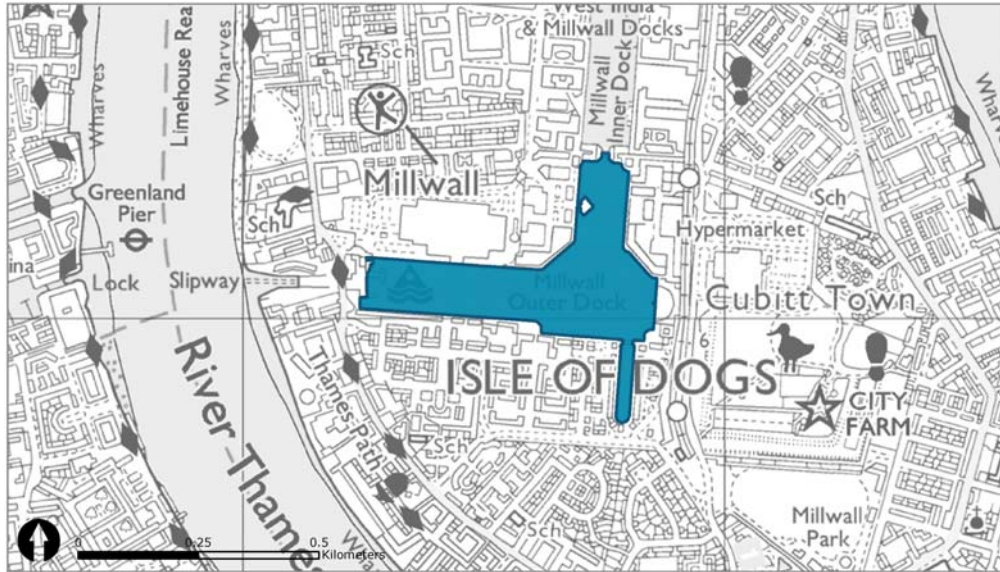 West India
& Millwall Docks
Sch
Wharves
Limehouse Rea
Wharves
Millwall
Inner Dock
Whar
Millwall
Greenland
Pier
Sch
Sch
Hypermarket
ina
Lock
Slipway
Millwall
Outer Dock
Cubitt Town
River Thames
Thames Path
ISLE OF DOGS
CITY
FARM
Sch
Sch
Millwall
Park
Wha
0
0.25
0.5
Kilometers